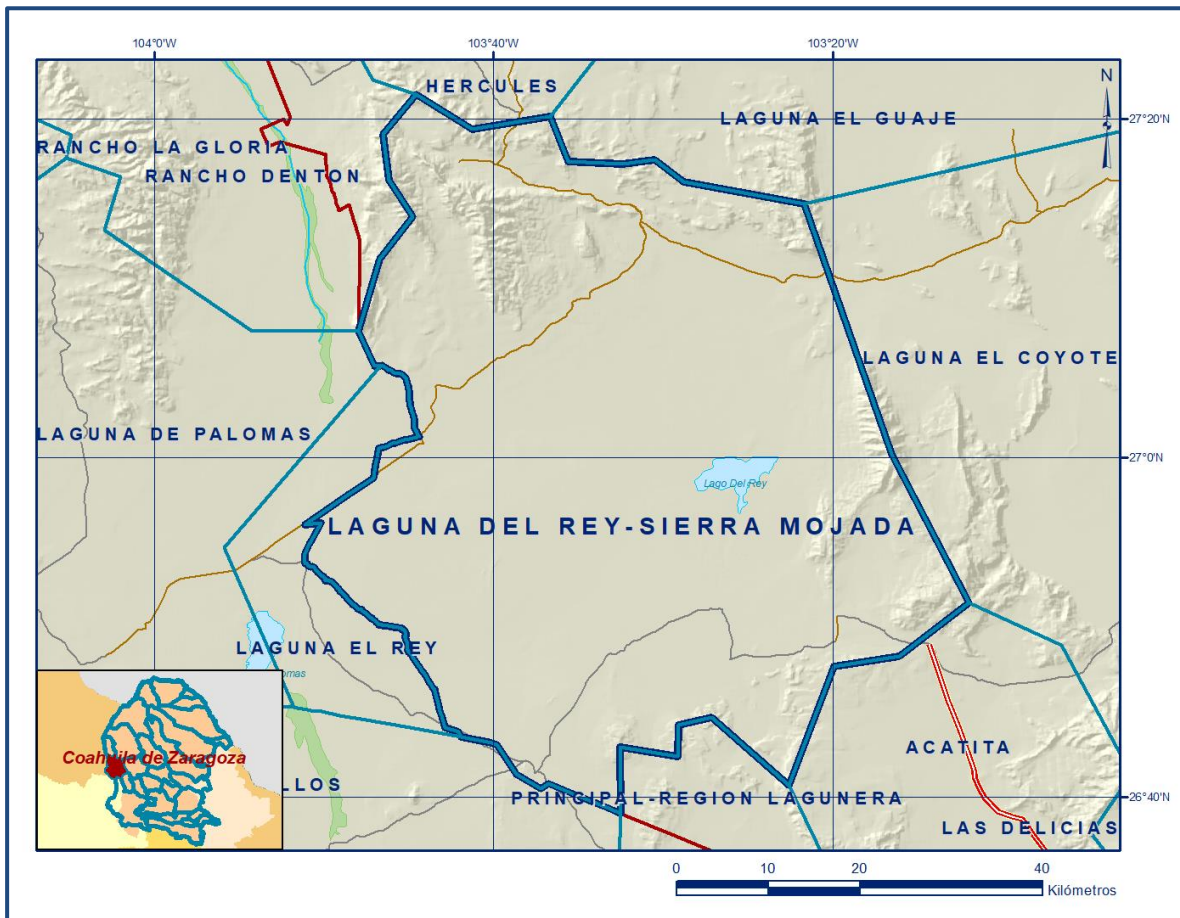 104°0'W
103°40'W
103°20'W
N
HERCULES
LAGUNA EL GUAJE
27°20'N
RANCHO LA GLORIA
RANCHO DENTON
LAGUNA EL COYOTE
LAGUNA DE PALOMAS
27°0'N
Lago Del Rey
LAGUNA DEL REY-SIERRA MOJADA
LAGUNA EL REY
omas
Coahuila de Zaragoza
ACATITA
LLOS
PRINCIPAL-REGION LAGUNERA
26°40'N
LAS DELICIAS
0 10 20 40
Kilómetros